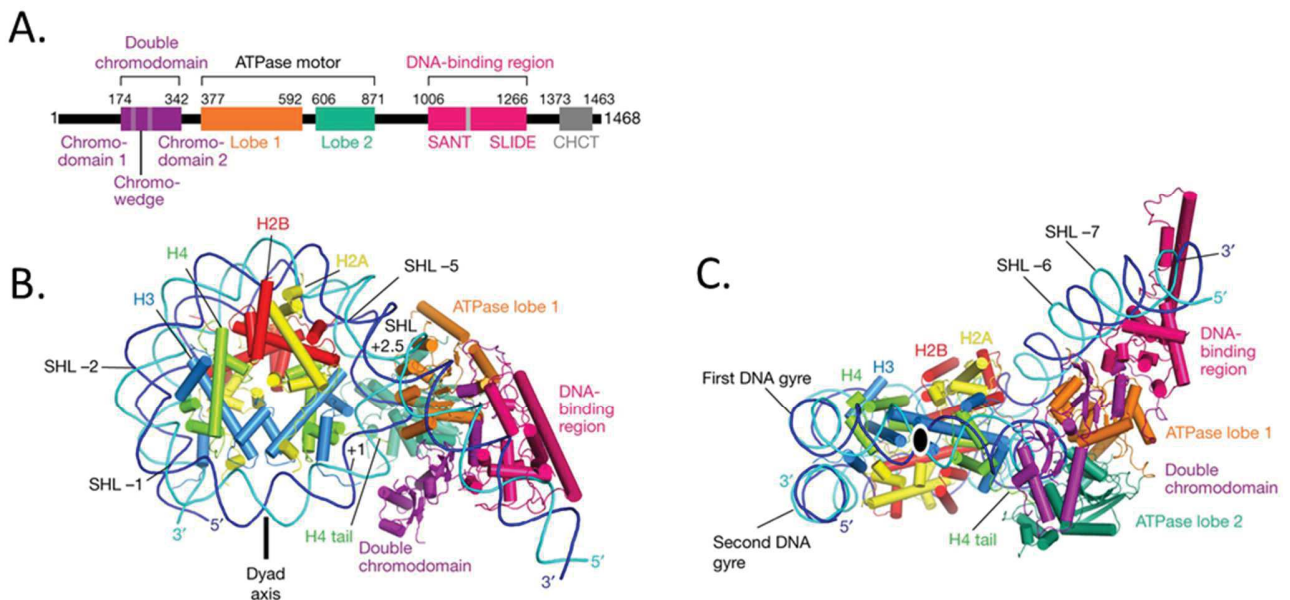 A.
Double
chromodomain
ATPase motor
DNA-binding region
174 342 377 592 606 871 1006 1266 1373 1463
1 1468
Chromo-
domain 1
Chromo-
domain 2
Lobe 1 Lobe 2 SANT SLIDE CHCT
Chromo-
wedge
B.
H2B
H4
H2A
H3
SHL –5
ATPase lobe 1
SHL
+2.5
SHL –2
DNA-
binding
region
+1
SHL –1
3′ 5′
H4 tail
Double
chromodomain
Dyad
axis
5′
3′
C.
SHL –7
SHL –6
3′
5′
DNA-
binding
region
H2A
H2B
H3
H4
First DNA gyre
ATPase lobe 1
Double
chromodomain
3′
5′
H4 tail
ATPase lobe 2
Second DNA
gyre